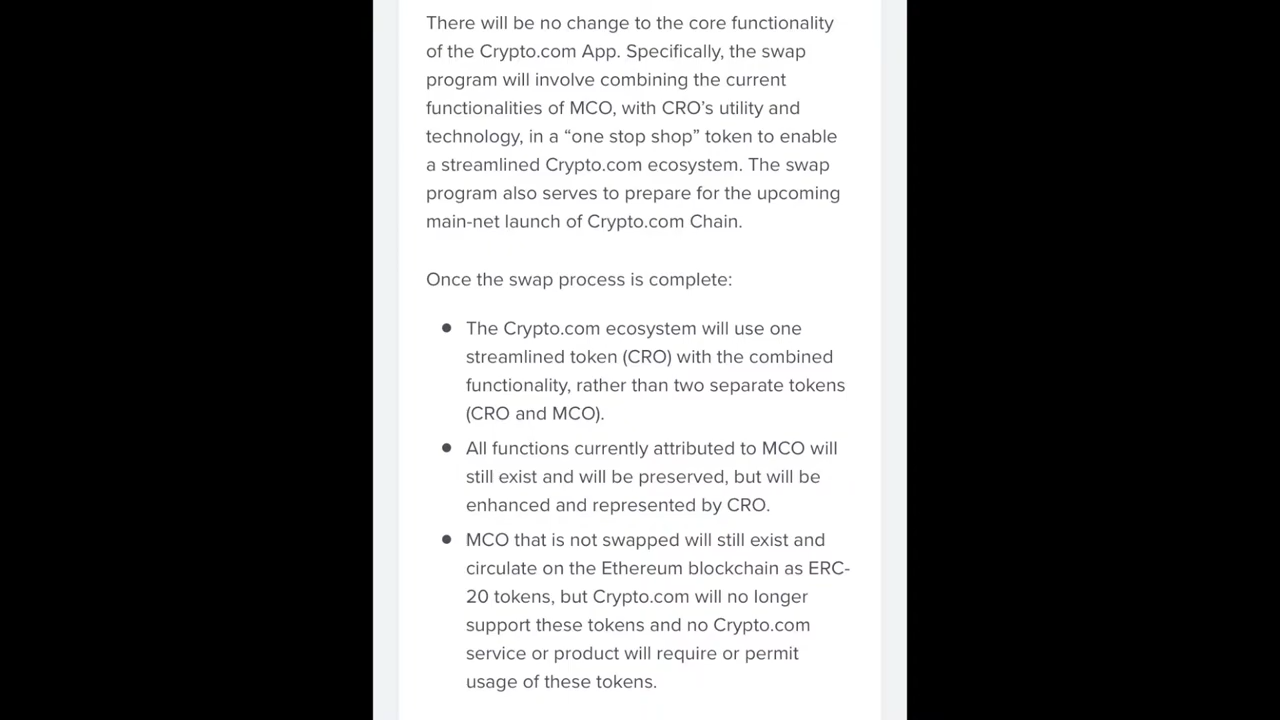 There will be no change to the core functionality
of the Crypto.com App. Specifically, the swap
program will involve combining the current
functionalities of MCO, with CRO’s utility and
technology, in a “one stop shop” token to enable
a streamlined Crypto.com ecosystem. The swap
program also serves to prepare for the upcoming
main-net launch of Crypto.com Chain.
Once the swap process is complete:
● The Crypto.com ecosystem will use one
streamlined token (CRO) with the combined
functionality, rather than two separate tokens
(CRO and MCO).
● All functions currently attributed to MCO will
still exist and will be preserved, but will be
enhanced and represented by CRO.
● MCO that is not swapped will still exist and
circulate on the Ethereum blockchain as ERC-
20 tokens, but Crypto.com will no longer
support these tokens and no Crypto.com
service or product will require or permit
usage of these tokens.